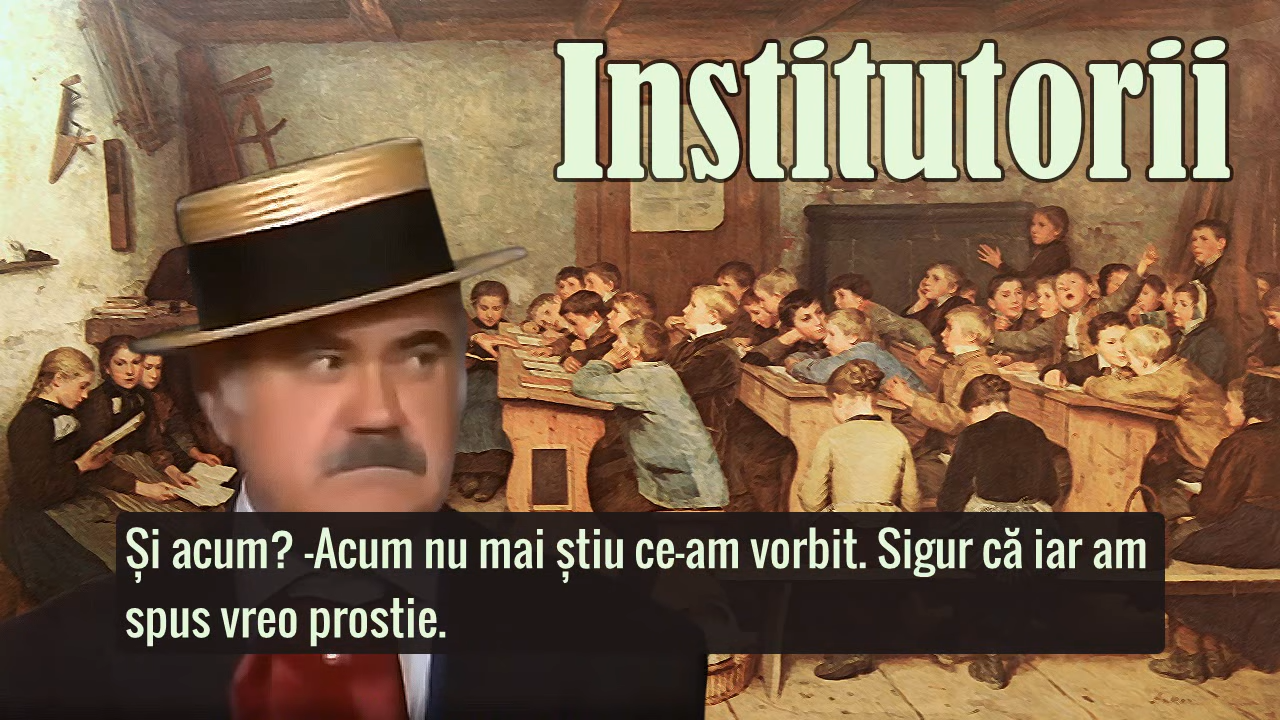 Institutorii
Și acum? -Acum nu mai știu ce-am vorbit. Sigur că iar am
spus vreo prostie.